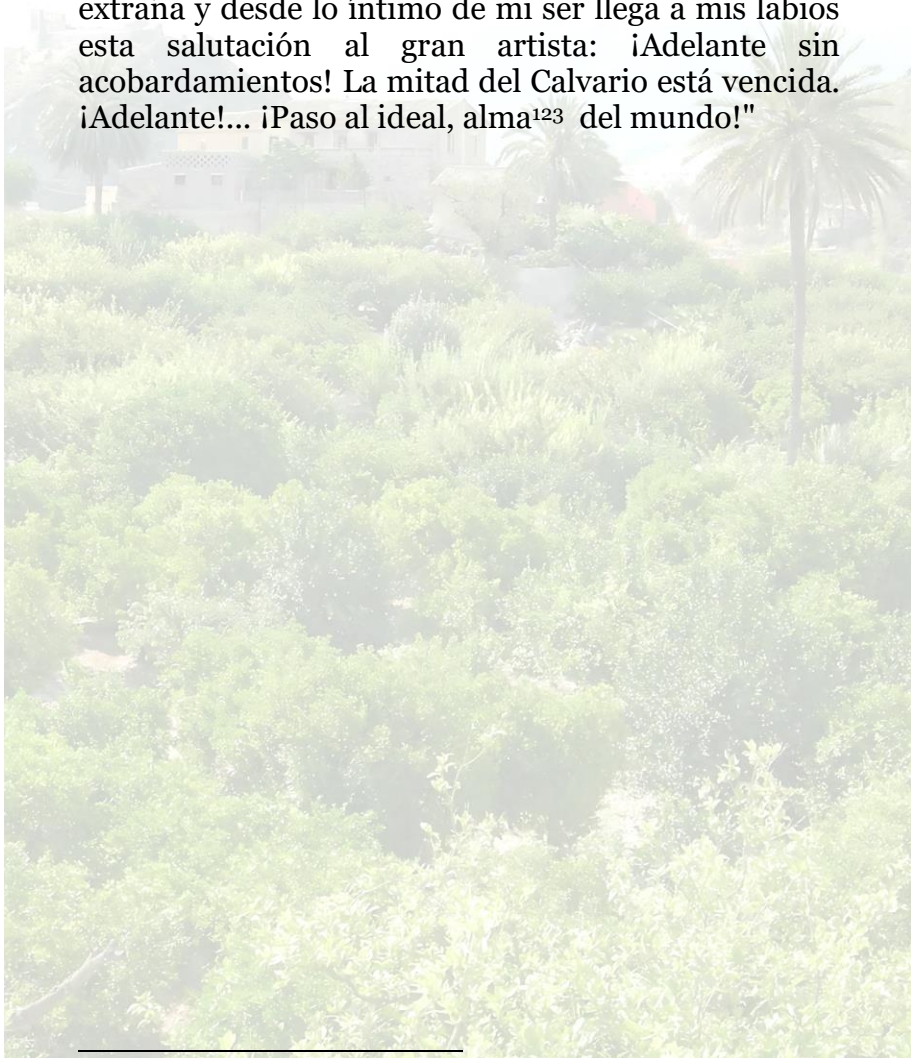 extraña y desde lo íntimo de mi ser llega a mis labios
esta salutación al gran artista: ¡Adelante sin
acobardamientos! La mitad del Calvario está vencida.
¡Adelante!... ¡Paso al ideal, alma¹²³ del mundo!"